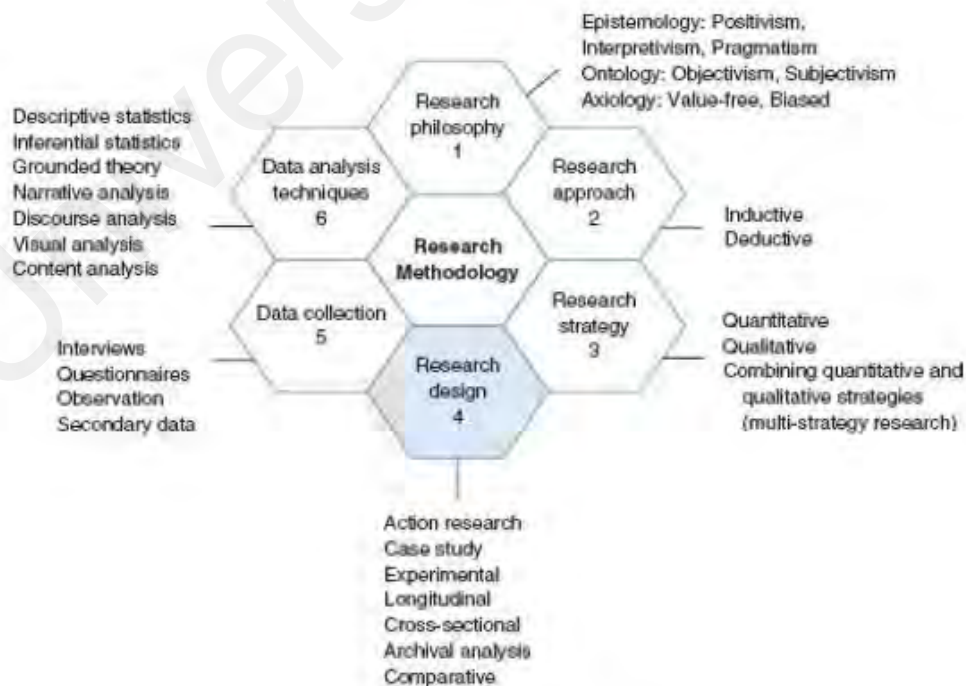 Epistemology: Positivism,
Interpretivism, Pragmatism
Ontology: Objectivism, Subjectivism
Axiology: Value-free, Biased
Research
philosophy
1
Research
approach
2
Inductive
Deductive
Research
strategy
3
Quantitative
Qualitative
Combining quantitative and
qualitative strategies
(multi-strategy research)
Research
design
4
Action research
Case study
Experimental
Longitudinal
Cross-sectional
Archival analysis
Comparative
Data collection
5
Interviews
Questionnaires
Observation
Secondary data
Data analysis
techniques
6
Descriptive statistics
Inferential statistics
Grounded theory
Narrative analysis
Discourse analysis
Visual analysis
Content analysis
Research
Methodology